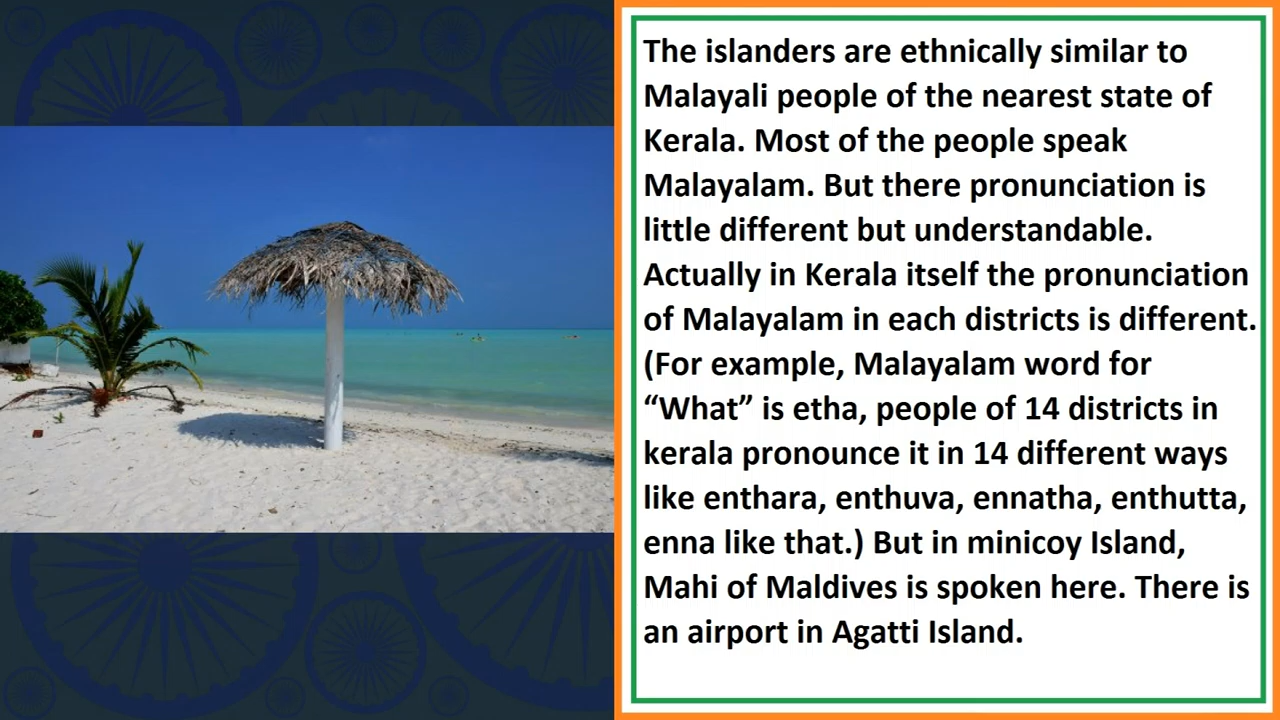 The islanders are ethnically similar to
Malayali people of the nearest state of
Kerala. Most of the people speak
Malayalam. But there pronunciation is
little different but understandable.
Actually in Kerala itself the pronunciation
of Malayalam in each districts is different.
(For example, Malayalam word for
“What” is etha, people of 14 districts in
kerala pronounce it in 14 different ways
like enthara, enthuva, ennatha, enthutta,
enna like that.) But in minicoy Island,
Mahi of Maldives is spoken here. There is
an airport in Agatti Island.